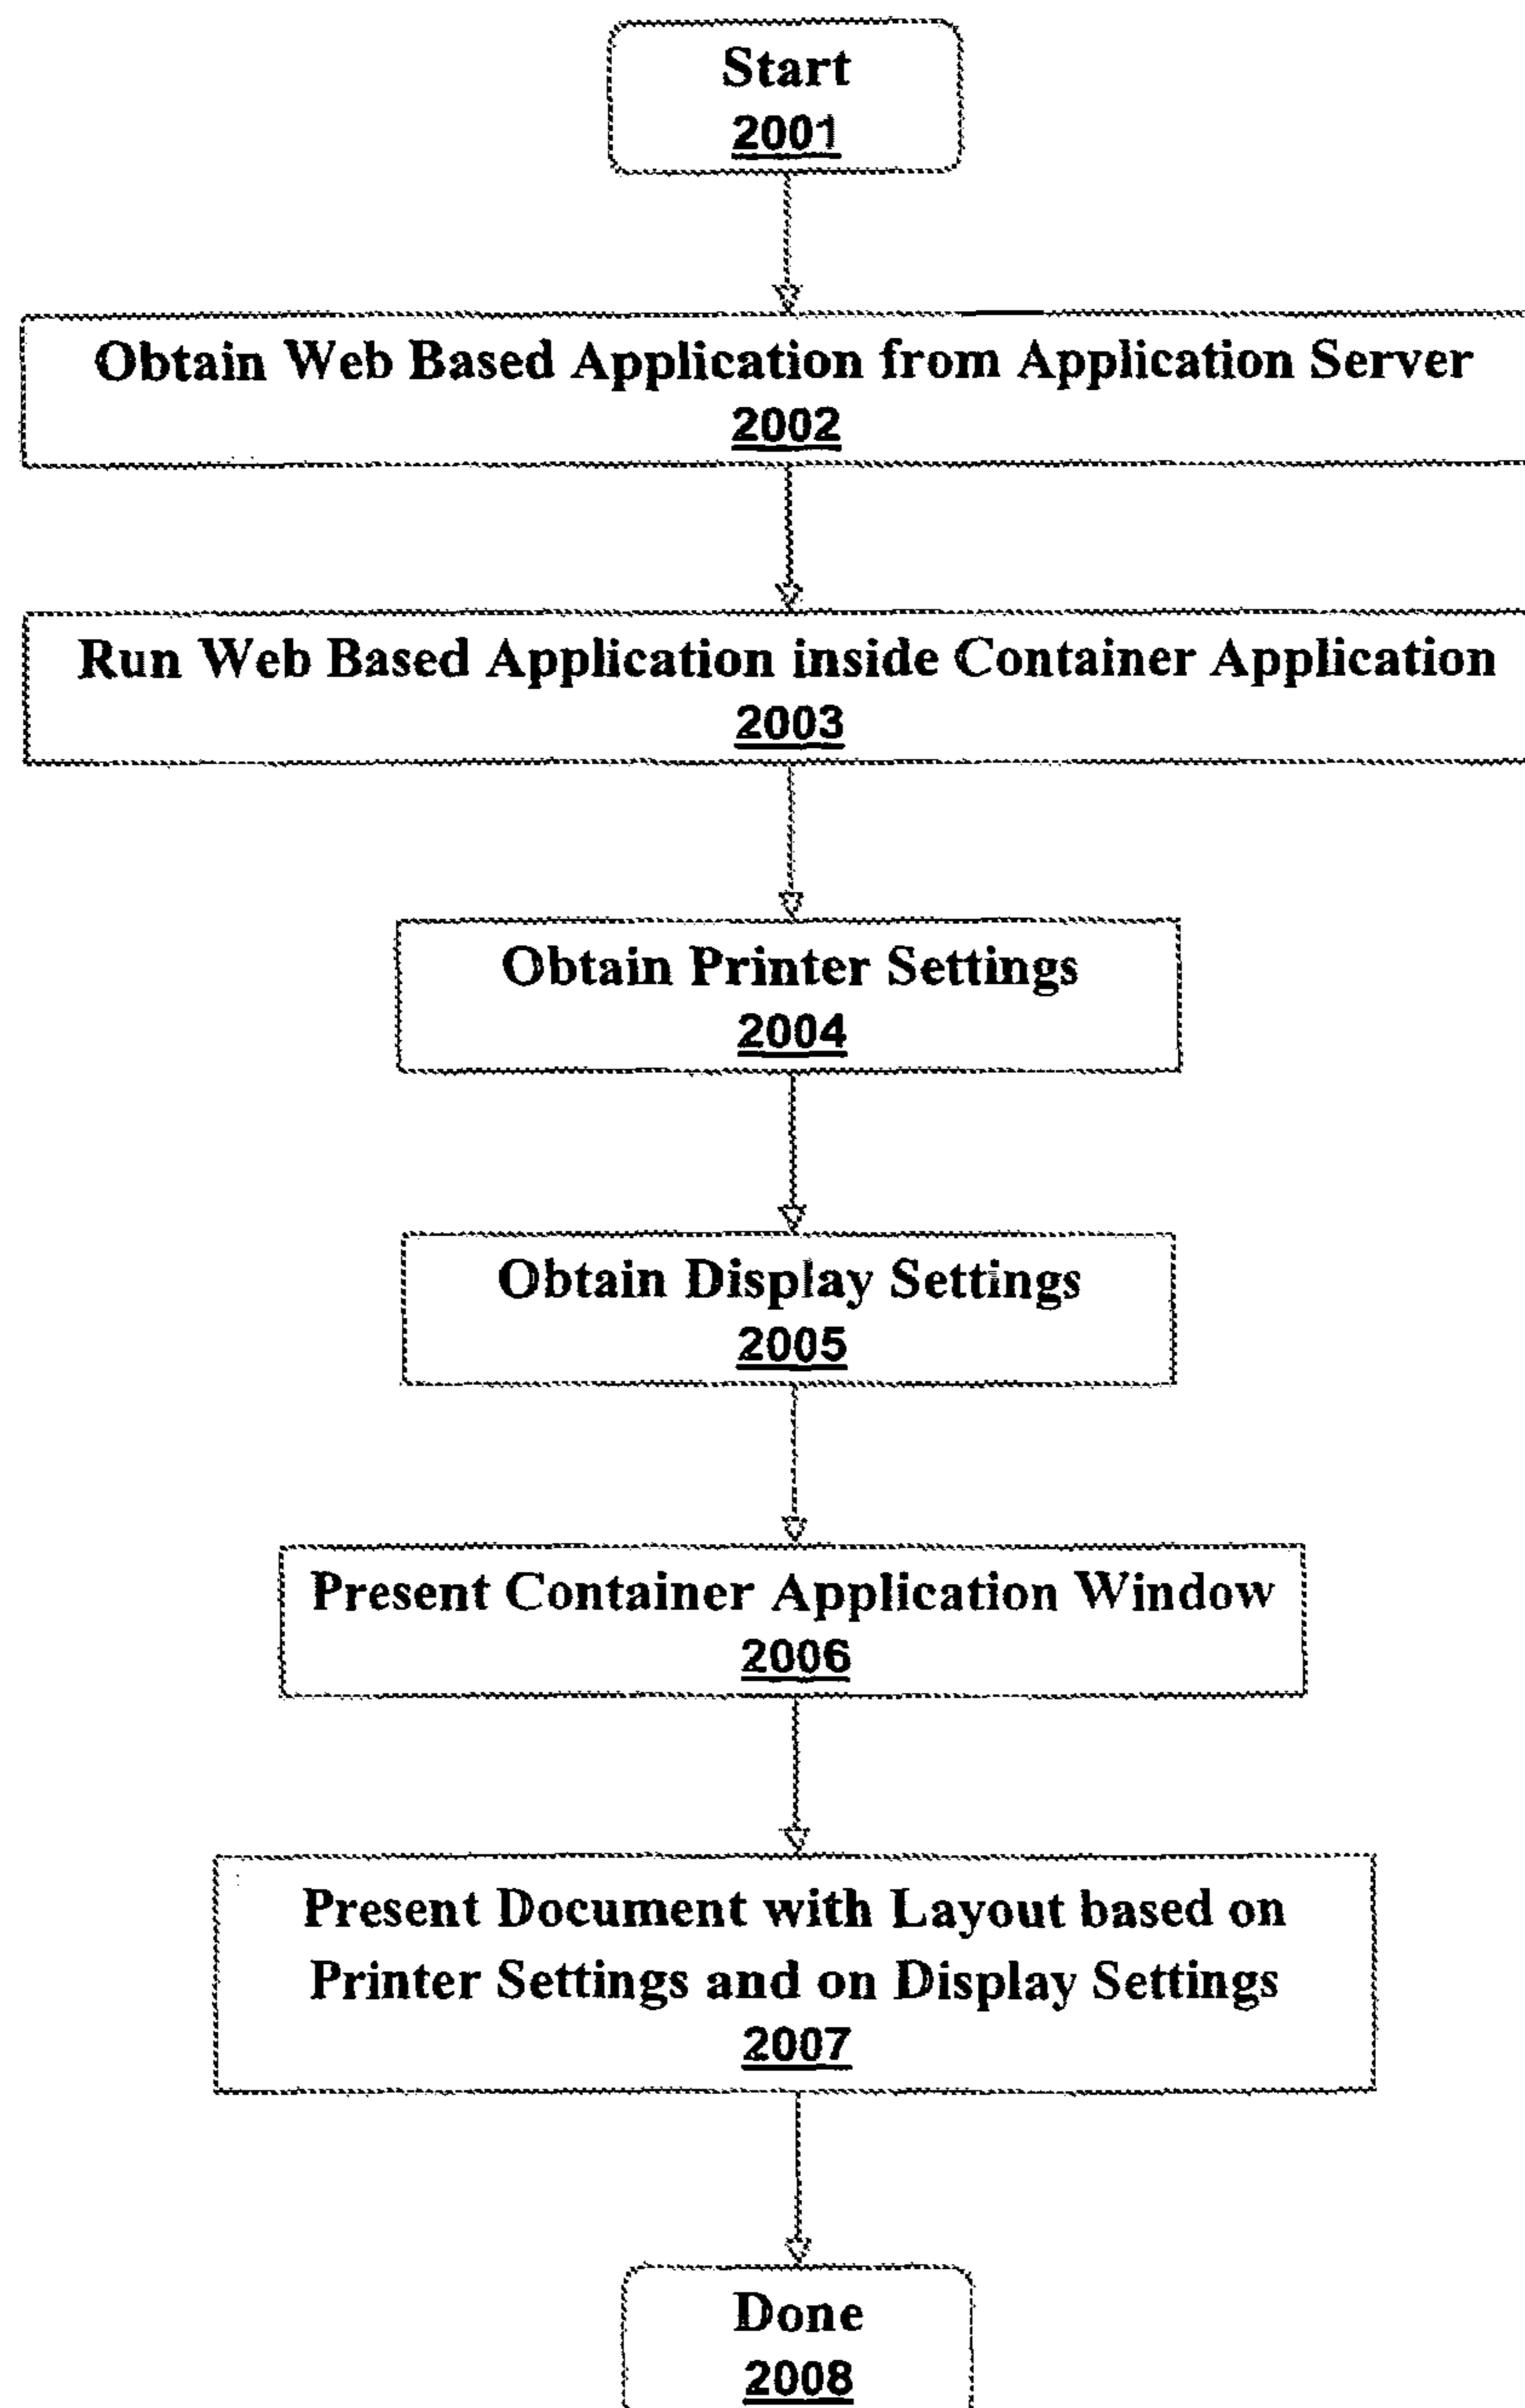 Start
2001
Obtain Web Based Application from Application Server
2002
Run Web Based Application inside Container Application
2003
Obtain Printer Settings
2004
Obtain Display Settings
2005
Present Container Application Window
2006
Present Document with Layout based on
Printer Settings and on Display Settings
2007
Done
2008